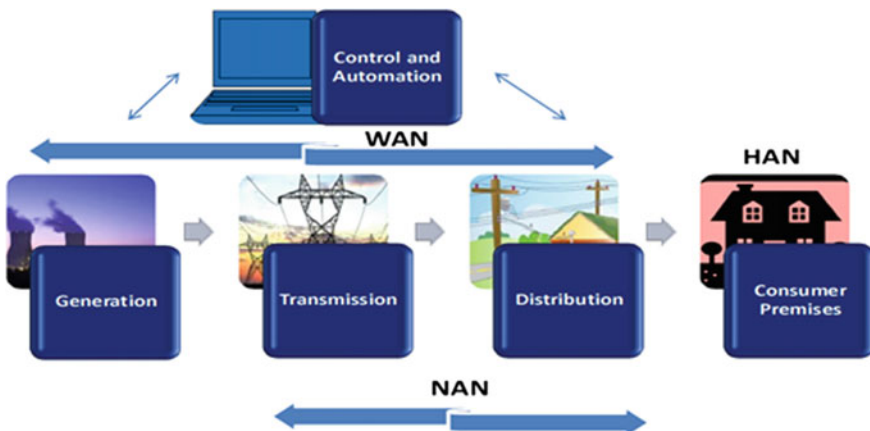 Control and
Automation
WAN
HAN
Generation
Transmission
Distribution
Consumer
Premises
NAN